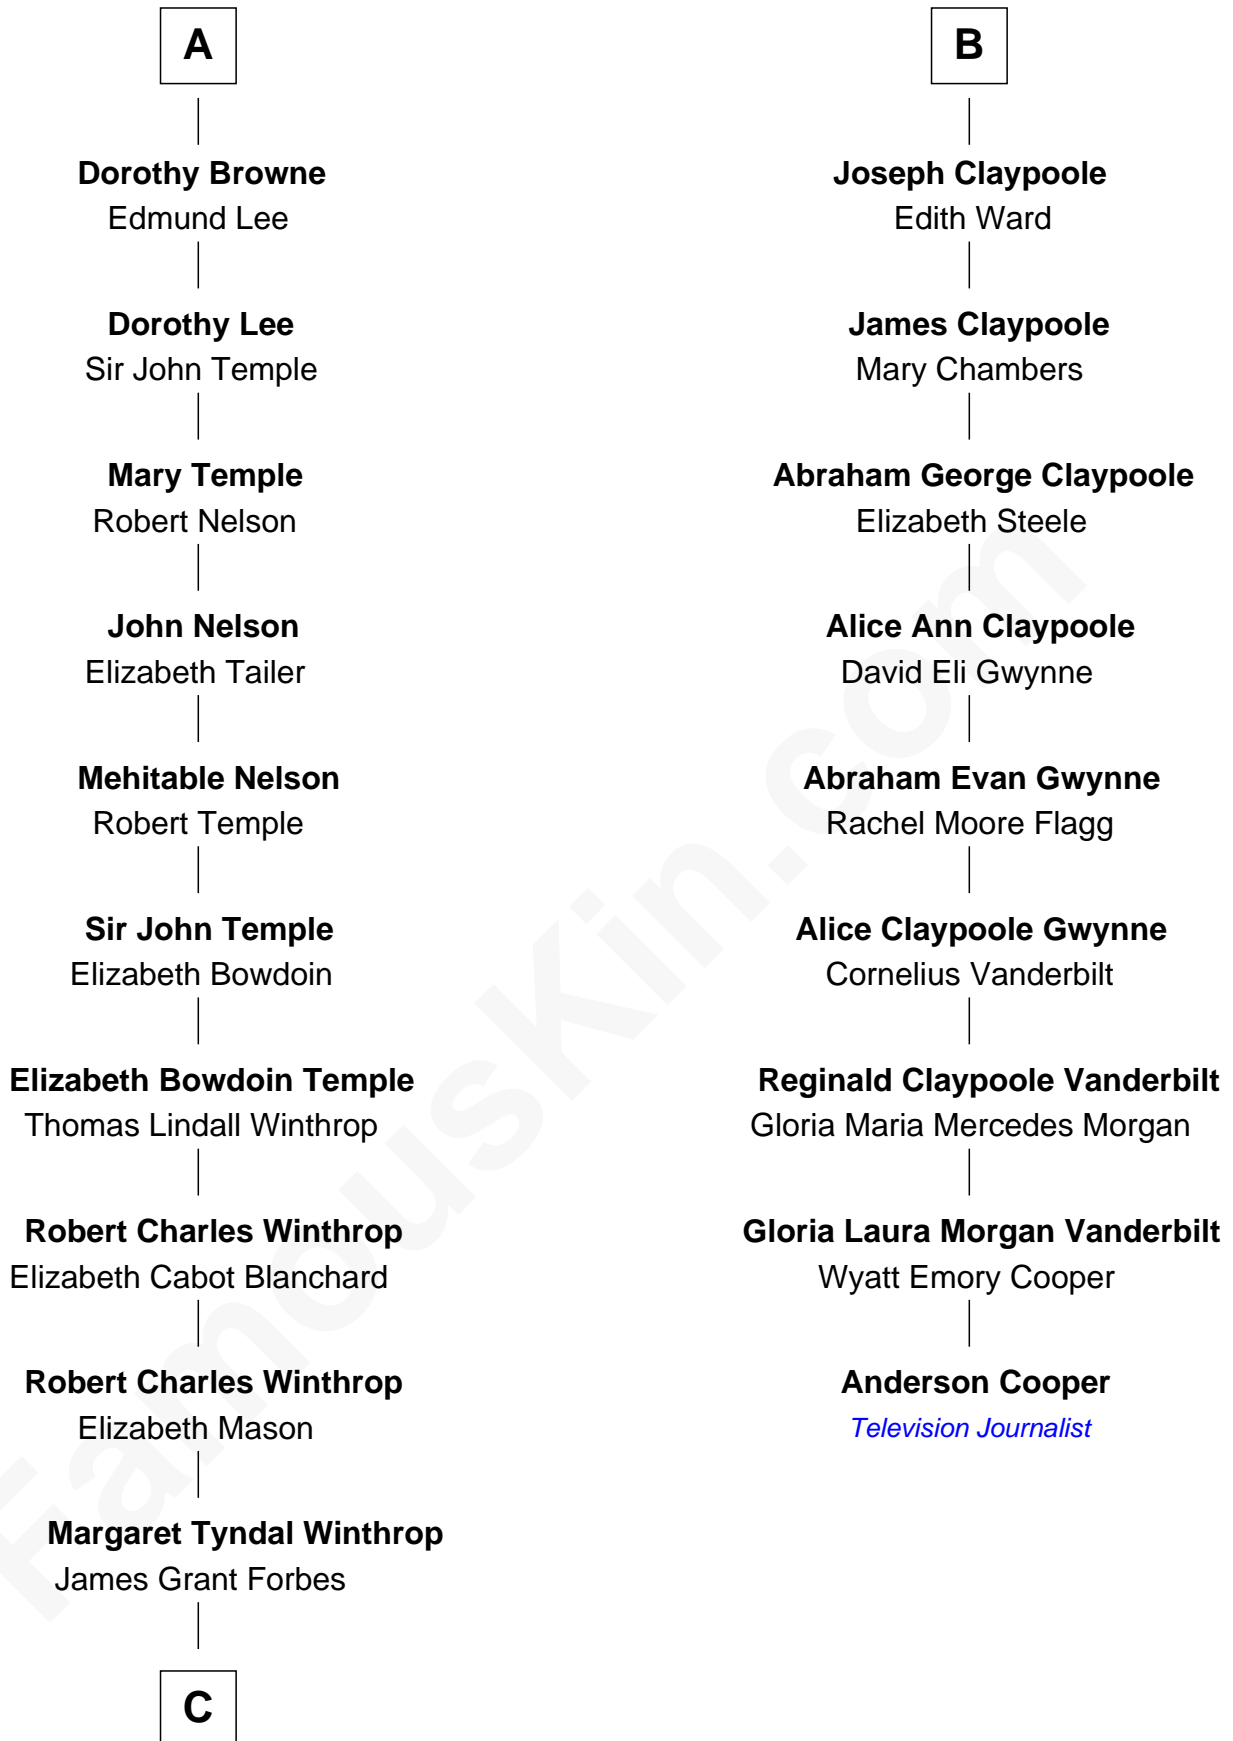 A
Dorothy Browne
Edmund Lee
Dorothy Lee
Sir John Temple
Mary Temple
Robert Nelson
John Nelson
Elizabeth Tailer
Mehitable Nelson
Robert Temple
Sir John Temple
Elizabeth Bowdoin
Elizabeth Bowdoin Temple
Thomas Lindall Winthrop
Robert Charles Winthrop
Elizabeth Cabot Blanchard
Robert Charles Winthrop
Elizabeth Mason
Margaret Tyndal Winthrop
James Grant Forbes
C
B
Joseph Claypoole
Edith Ward
James Claypoole
Mary Chambers
Abraham George Claypoole
Elizabeth Steele
Alice Ann Claypoole
David Eli Gwynne
Abraham Evan Gwynne
Rachel Moore Flagg
Alice Claypoole Gwynne
Cornelius Vanderbilt
Reginald Claypoole Vanderbilt
Gloria Maria Mercedes Morgan
Gloria Laura Morgan Vanderbilt
Wyatt Emory Cooper
Anderson Cooper
Television Journalist
FamousKin.com